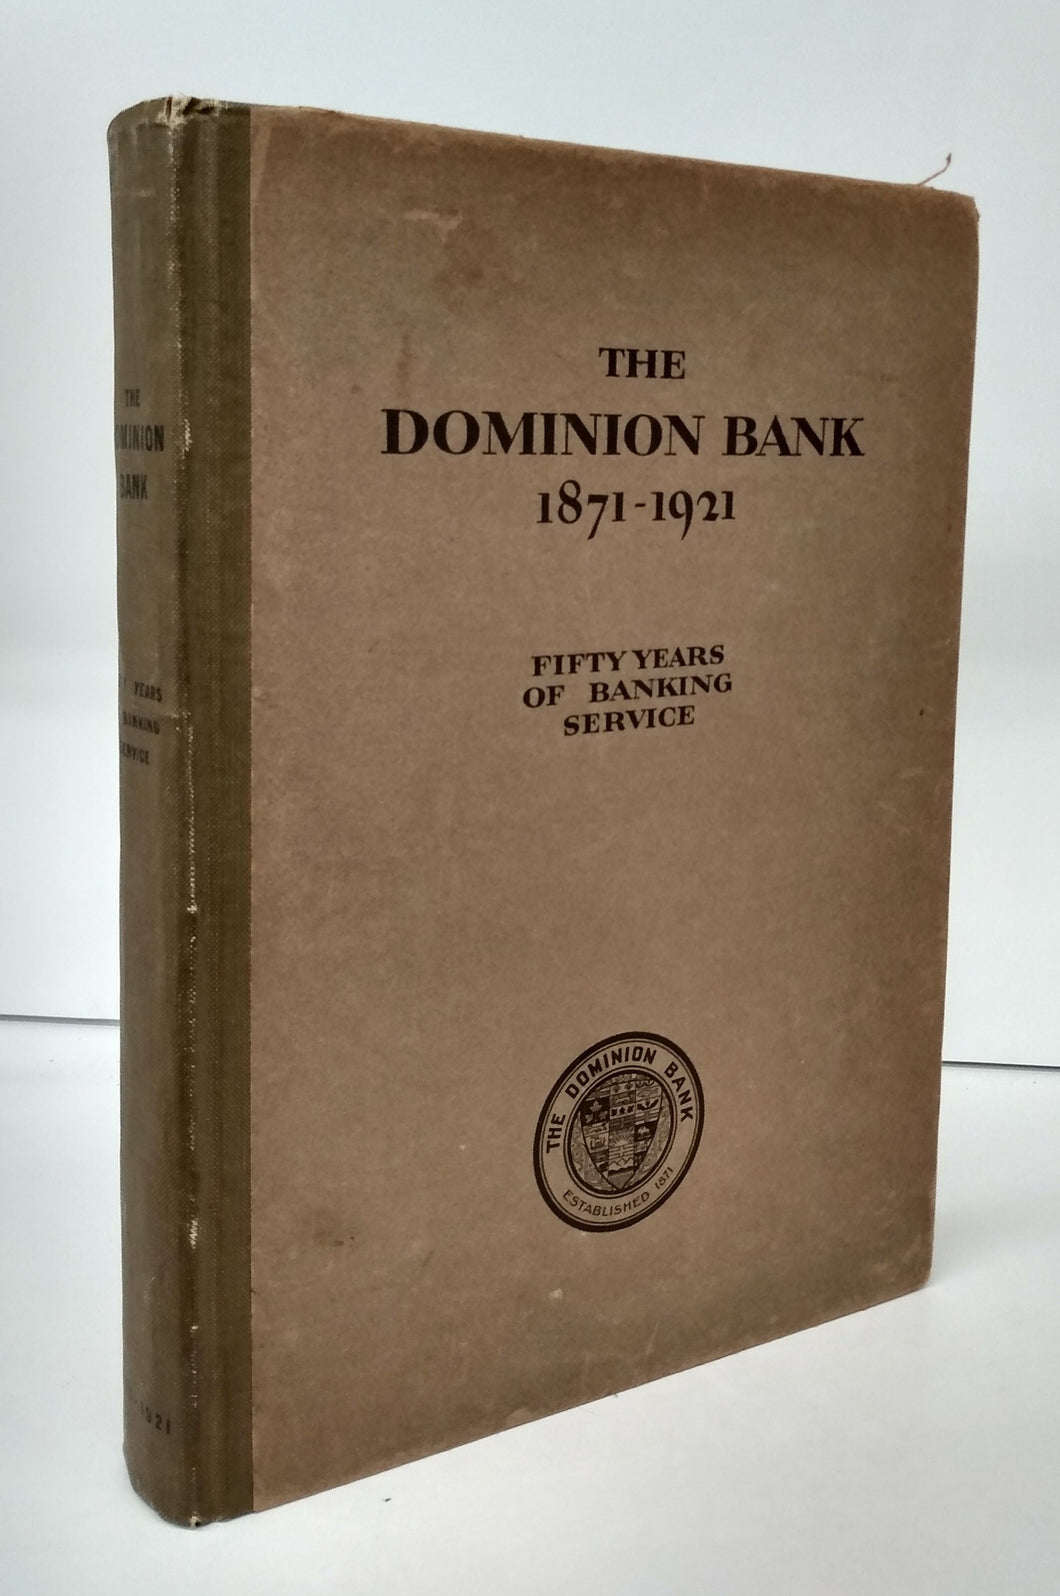 THE
DOMINION BANK
1871-1921
FIFTY YEARS
OF BANKING
SERVICE
THE DOMINION BANK
ESTABLISHED 1871
THE
OMINION
BANK
YEARS
BANKING
SERVICE
-1921